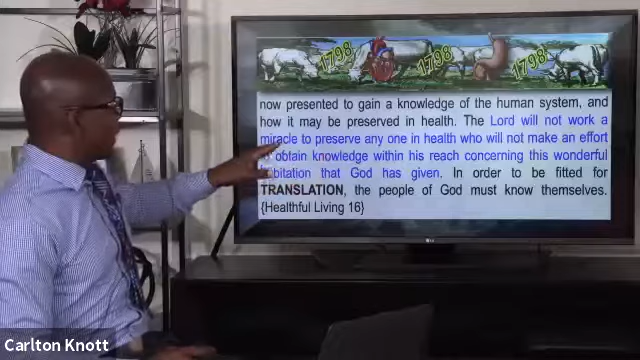 1798
1798
1798
now presented to gain a knowledge of the human system, and
how it may be preserved in health. The Lord will not work a
miracle to preserve any one in health who will not make an effort
obtain knowledge within his reach concerning this wonderful
that God has given. In order to be fitted for
TRANSLATION, the people of God must know themselves.
{Healthful Living 16}
LG
Carlton Knott